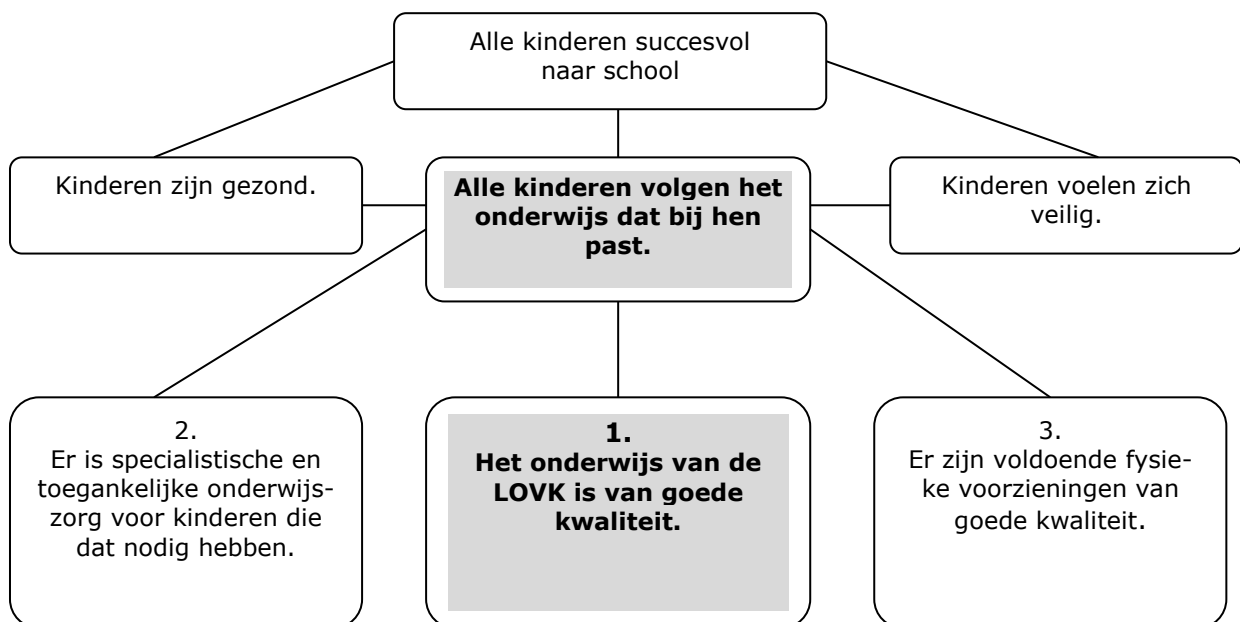 Alle kinderen succesvol
naar school
Kinderen zijn gezond.
Alle kinderen volgen het
onderwijs dat bij hen
past.
Kinderen voelen zich
veilig.
2.
Er is specialistische en
toegankelijke onderwijs-
zorg voor kinderen die
dat nodig hebben.
1.
Het onderwijs van de
LOVK is van goede
kwaliteit.
3.
Er zijn voldoende fysie-
ke voorzieningen van
goede kwaliteit.